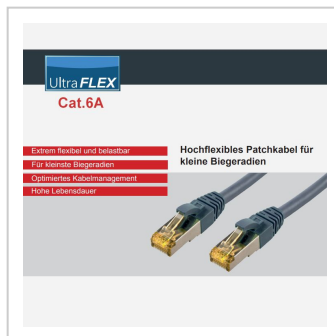 Ultra FLEX
Cat.6A
Extrem flexibel und belastbar
Für kleinste Biegeradien
Optimiertes Kabelmanagement
Hohe Lebensdauer
Hochflexibles Patchkabel für
kleine Biegeradien